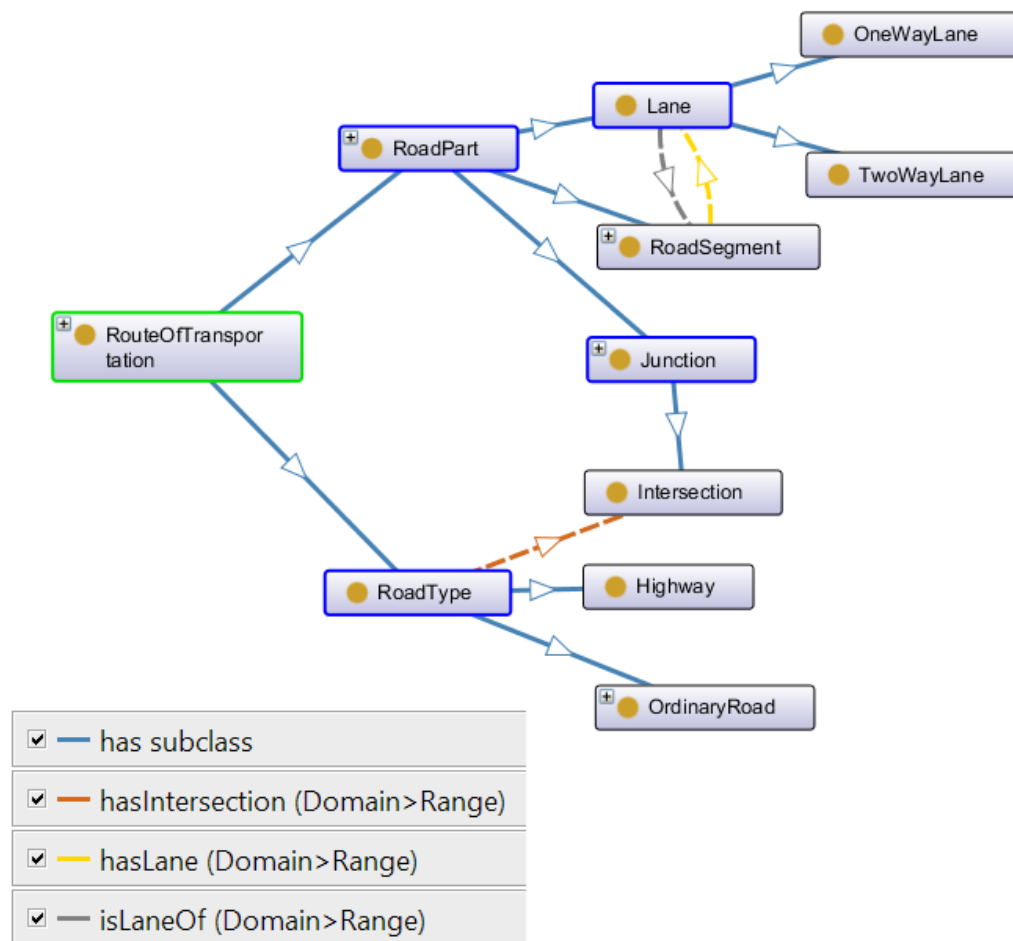 OneWayLane
Lane
RoadPart
TwoWayLane
RoadSegment
RouteOfTranspor
tation
Junction
Intersection
RoadType
Highway
OrdinaryRoad
has subclass
hasIntersection (Domain>Range)
hasLane (Domain>Range)
isLaneOf (Domain>Range)